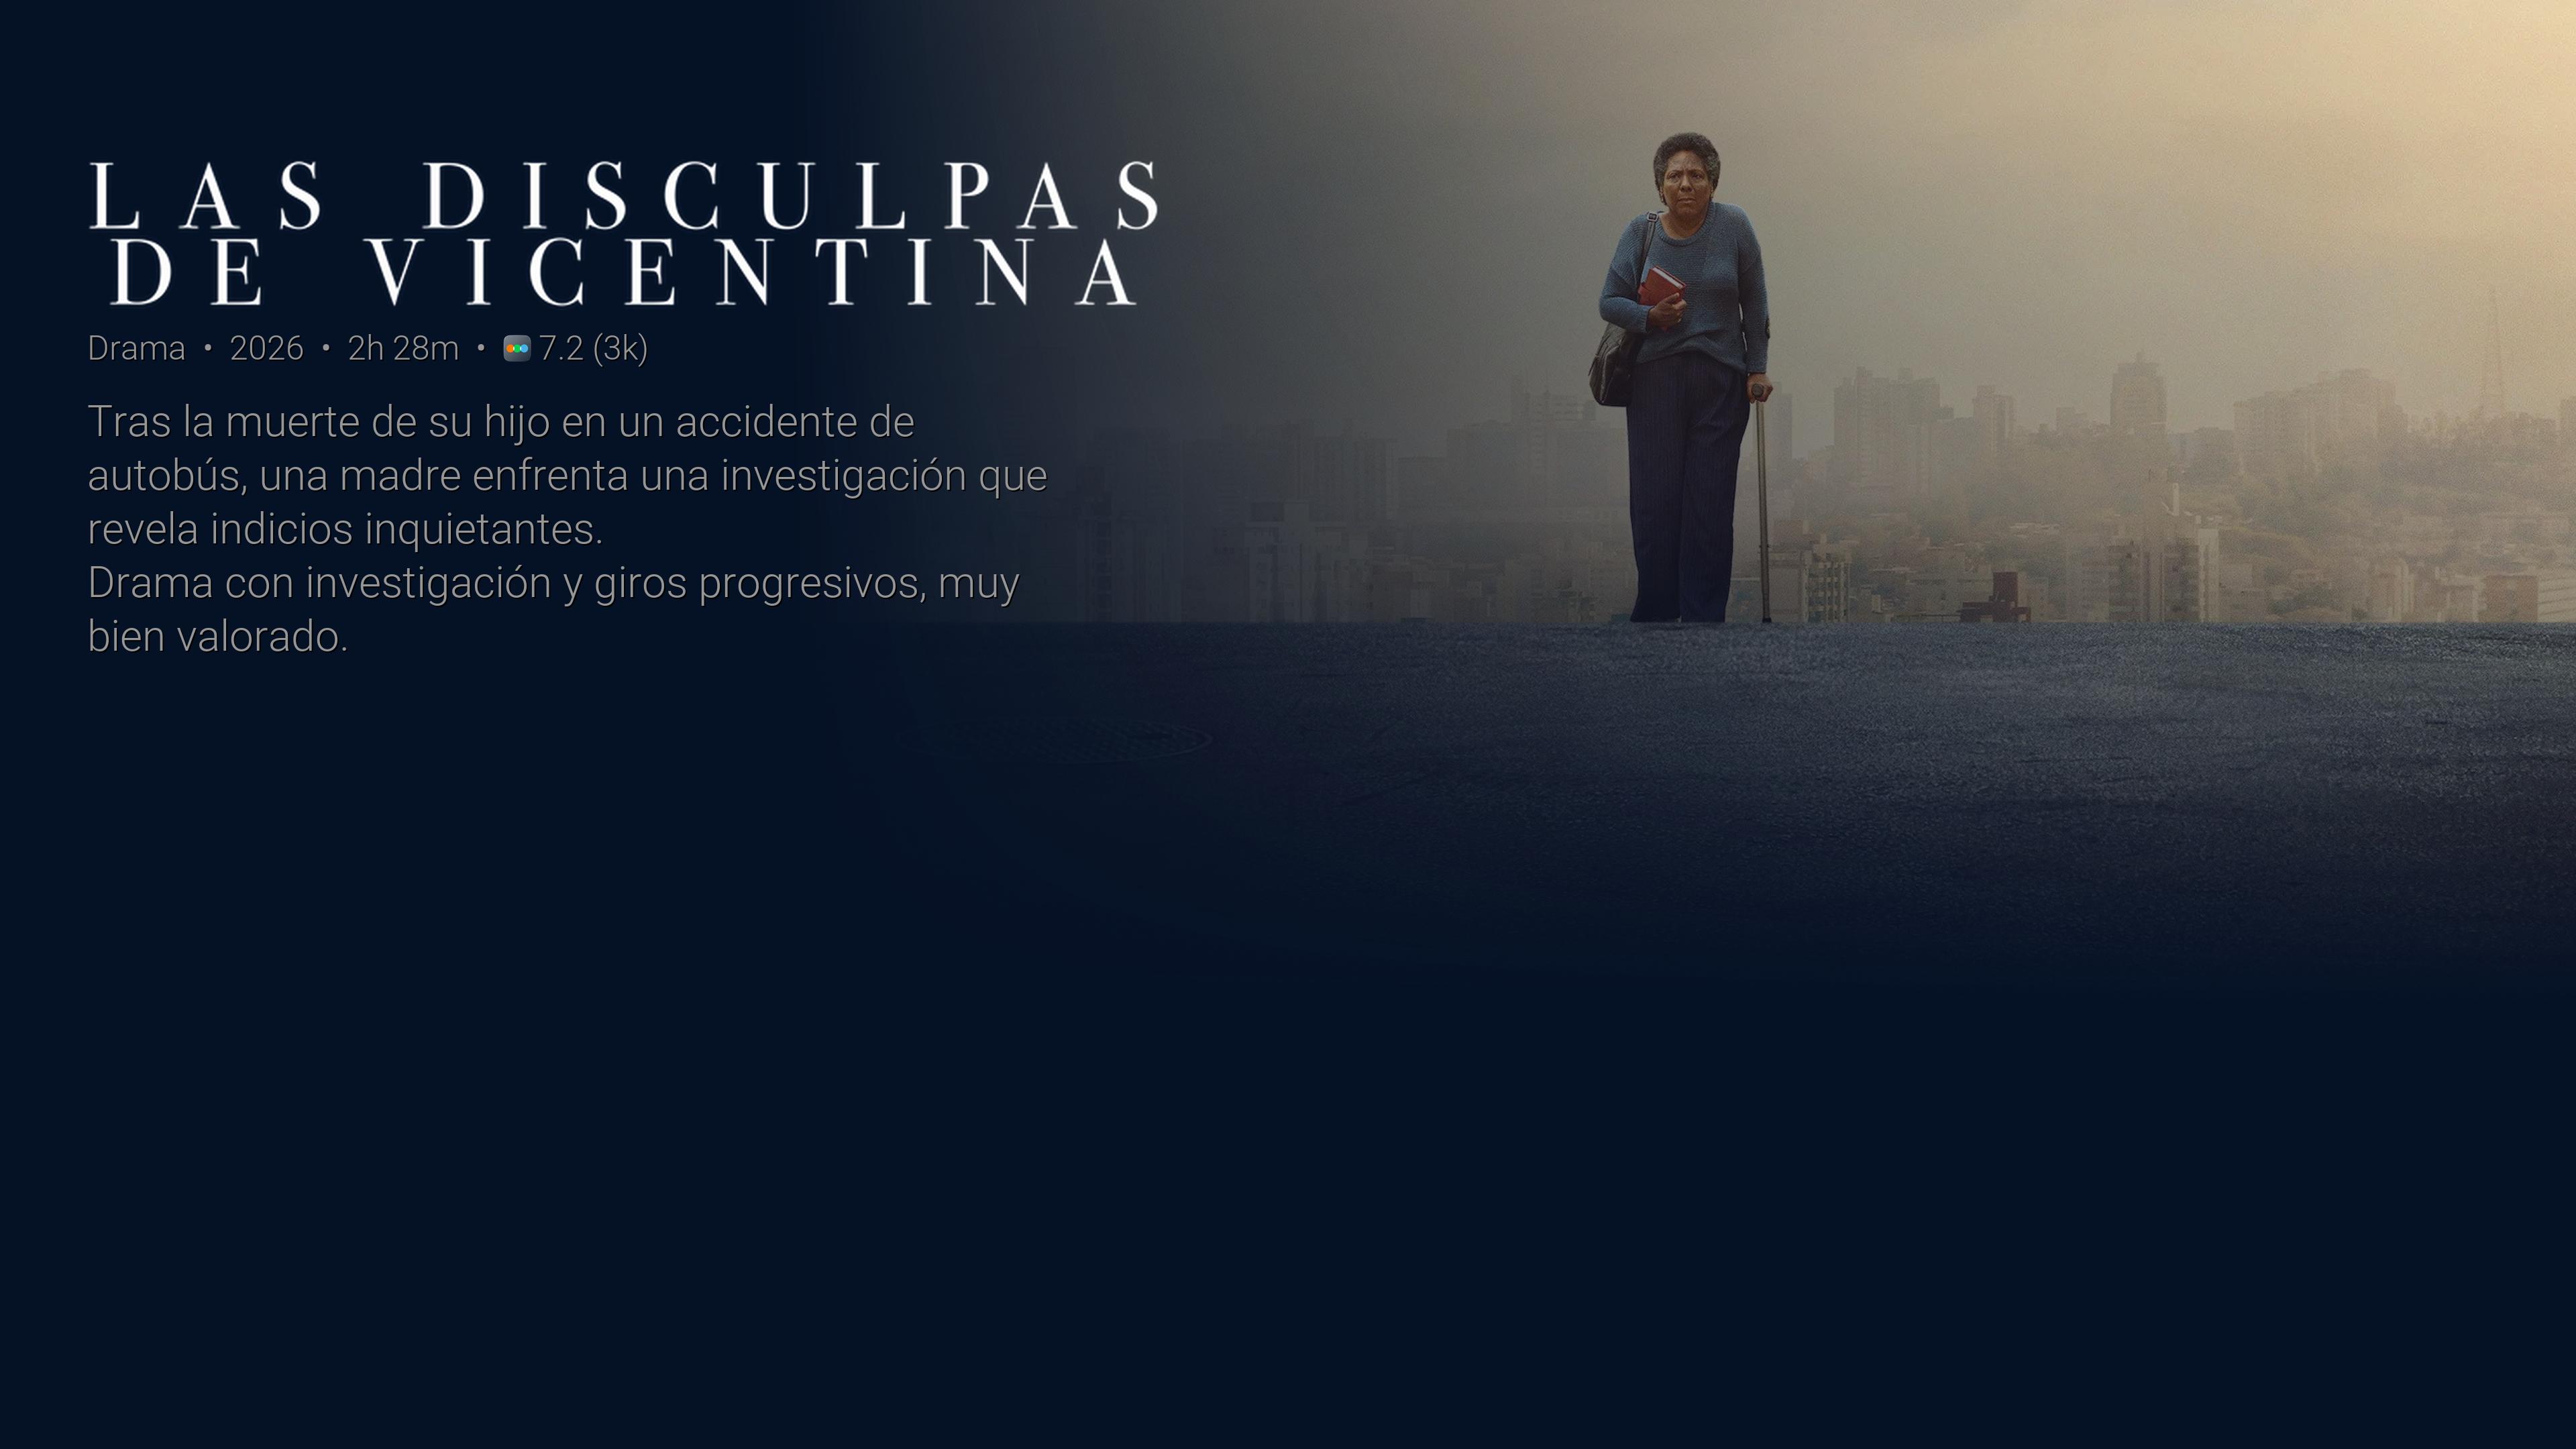 LAS DISCULPAS
DE VICENTINA
Drama • 2026 • 2h 28m • 7.2 (3k)
Tras la muerte de su hijo en un accidente de
autobús, una madre enfrenta una investigación que
revela indicios inquietantes.
Drama con investigación y giros progresivos, muy
bien valorado.